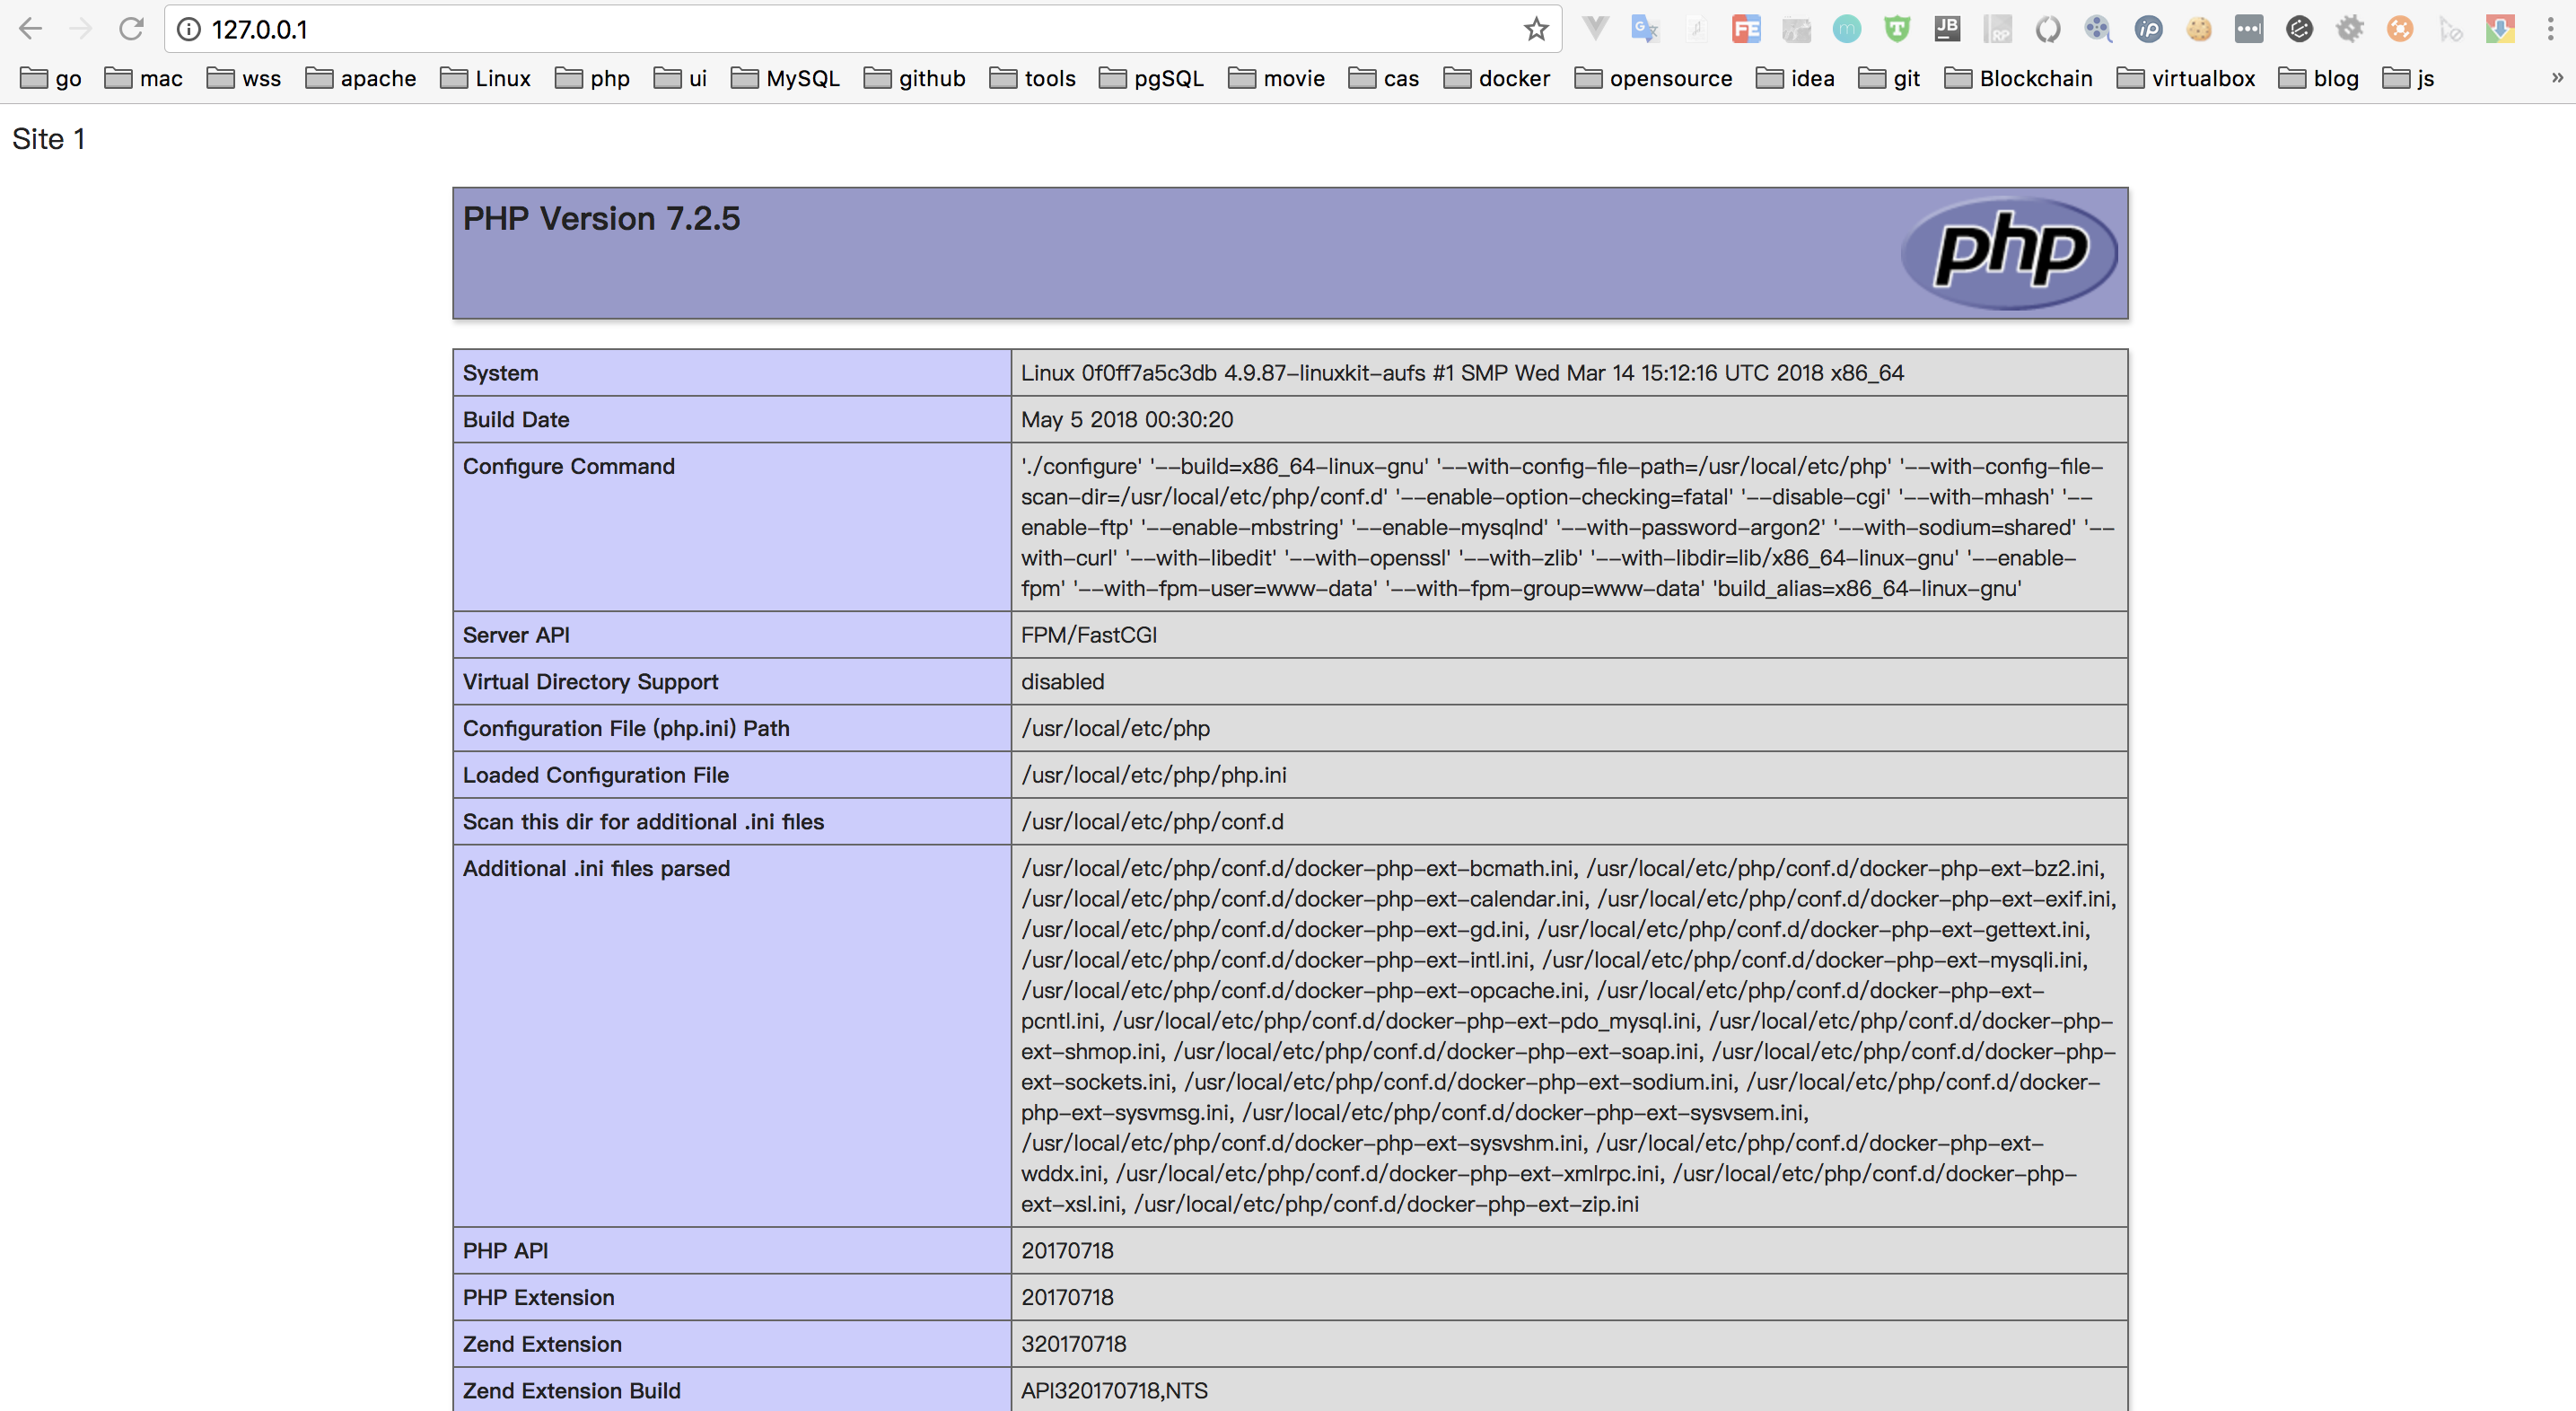 127.0.0.1
go mac wss apache Linux php ui MySQL github tools pgSQL movie cas docker opensource idea git Blockchain virtualbox blog js »
Site 1
PHP Version 7.2.5
php
System Linux 0f0ff7a5c3db 4.9.87-linuxkit-aufs #1 SMP Wed Mar 14 15:12:16 UTC 2018 x86_64
Build Date May 5 2018 00:30:20
Configure Command './configure' '--build=x86_64-linux-gnu' '--with-config-file-path=/usr/local/etc/php' '--with-config-file-
scan-dir=/usr/local/etc/php/conf.d' '--enable-option-checking=fatal' '--disable-cgi' '--with-mhash' '--
enable-ftp' '--enable-mbstring' '--enable-mysqlnd' '--with-password-argon2' '--with-sodium=shared' '--
with-curl' '--with-libedit' '--with-openssl' '--with-zlib' '--with-libdir=lib/x86_64-linux-gnu' '--enable-
fpm' '--with-fpm-user=www-data' '--with-fpm-group=www-data' 'build_alias=x86_64-linux-gnu'
Server API FPM/FastCGI
Virtual Directory Support disabled
Configuration File (php.ini) Path /usr/local/etc/php
Loaded Configuration File /usr/local/etc/php/php.ini
Scan this dir for additional .ini files /usr/local/etc/php/conf.d
Additional .ini files parsed /usr/local/etc/php/conf.d/docker-php-ext-bcmath.ini, /usr/local/etc/php/conf.d/docker-php-ext-bz2.ini,
/usr/local/etc/php/conf.d/docker-php-ext-calendar.ini, /usr/local/etc/php/conf.d/docker-php-ext-exif.ini,
/usr/local/etc/php/conf.d/docker-php-ext-gd.ini, /usr/local/etc/php/conf.d/docker-php-ext-gettext.ini,
/usr/local/etc/php/conf.d/docker-php-ext-intl.ini, /usr/local/etc/php/conf.d/docker-php-ext-mysqli.ini,
/usr/local/etc/php/conf.d/docker-php-ext-opcache.ini, /usr/local/etc/php/conf.d/docker-php-ext-
pcntl.ini, /usr/local/etc/php/conf.d/docker-php-ext-pdo_mysql.ini, /usr/local/etc/php/conf.d/docker-php-
ext-shmop.ini, /usr/local/etc/php/conf.d/docker-php-ext-soap.ini, /usr/local/etc/php/conf.d/docker-php-
ext-sockets.ini, /usr/local/etc/php/conf.d/docker-php-ext-sodium.ini, /usr/local/etc/php/conf.d/docker-
php-ext-sysvmsg.ini, /usr/local/etc/php/conf.d/docker-php-ext-sysvsem.ini,
/usr/local/etc/php/conf.d/docker-php-ext-sysvshm.ini, /usr/local/etc/php/conf.d/docker-php-ext-
wddx.ini, /usr/local/etc/php/conf.d/docker-php-ext-xmlrpc.ini, /usr/local/etc/php/conf.d/docker-php-
ext-xsl.ini, /usr/local/etc/php/conf.d/docker-php-ext-zip.ini
PHP API 20170718
PHP Extension 20170718
Zend Extension 320170718
Zend Extension Build API320170718,NTS